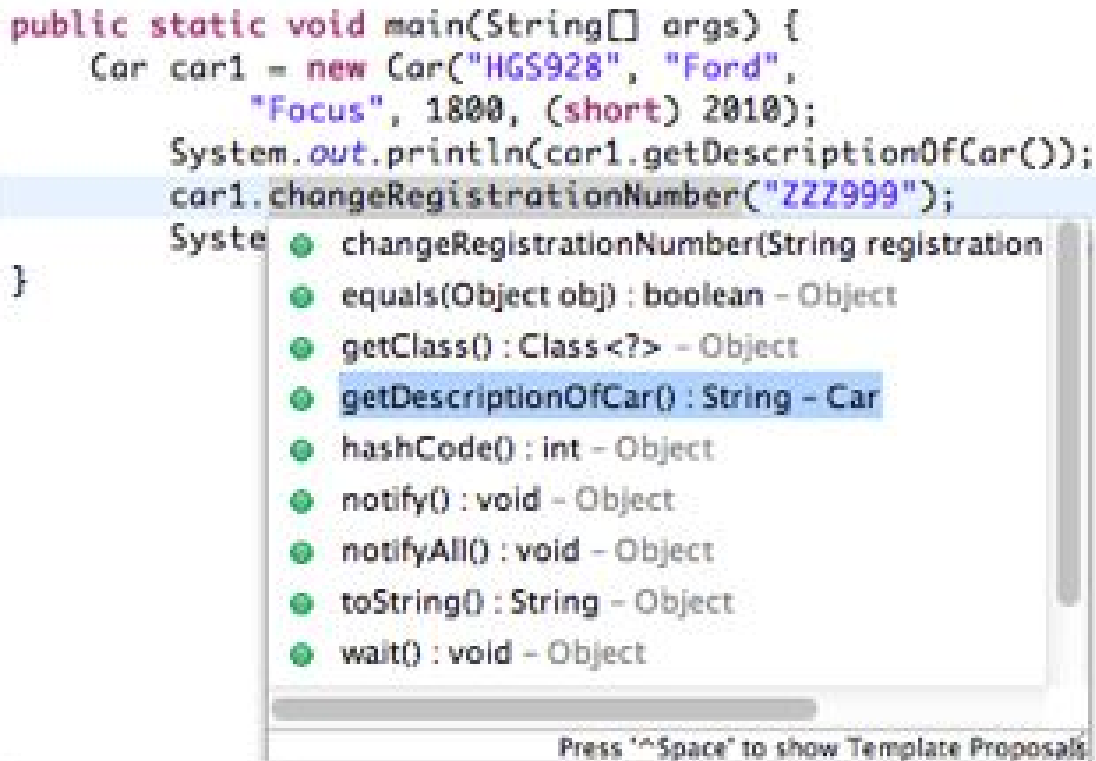 public static void main(String[] args) {
Car car1 = new Car("HGS928", "Ford",
"Focus", 1800, (short) 2010);
System.out.println(car1.getDescriptionOfCar());
car1.changeRegistrationNumber("ZZZ999");
Syste
changeRegistrationNumber(String registration
}
equals(Object obj) : boolean – Object
getClass() : Class<?> – Object
getDescriptionOfCar() : String – Car
hashCode() : int – Object
notify() : void – Object
notifyAll() : void – Object
toString() : String – Object
wait() : void – Object
Press "^Space" to show Template Proposals